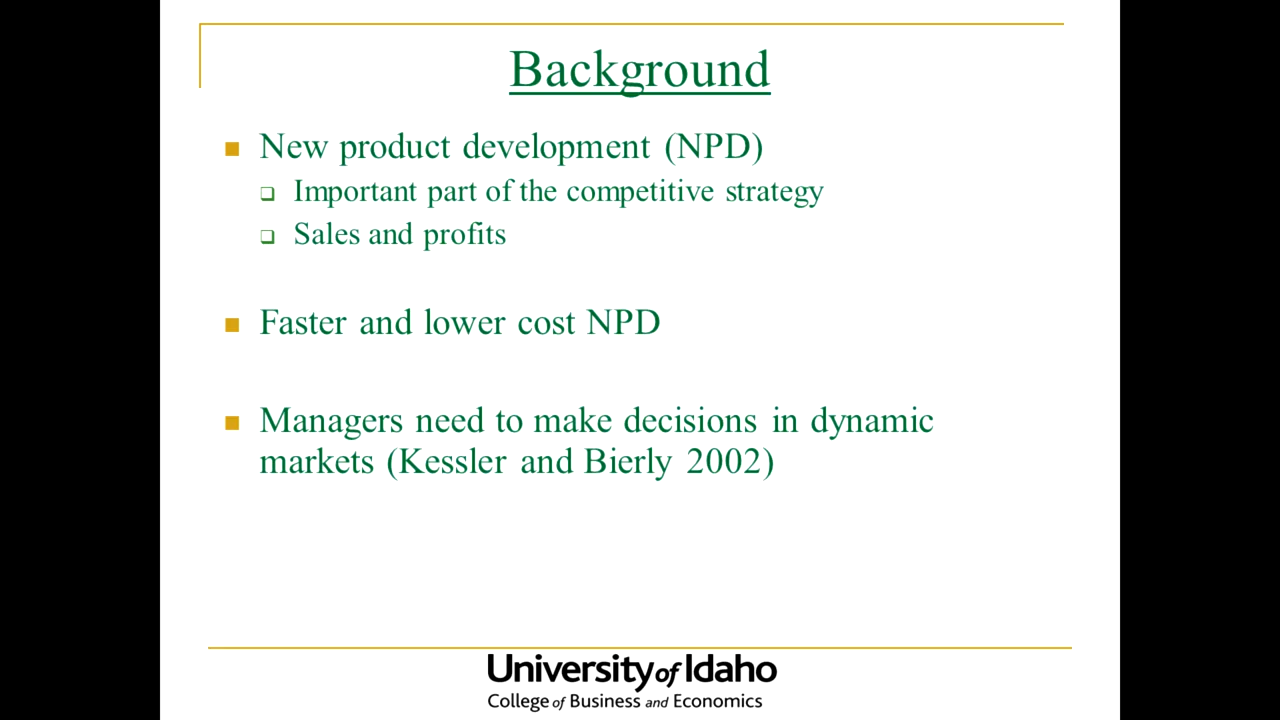 Background
New product development (NPD)
Important part of the competitive strategy
Sales and profits
Faster and lower cost NPD
Managers need to make decisions in dynamic
markets (Kessler and Bierly 2002)
University of Idaho
College of Business and Economics